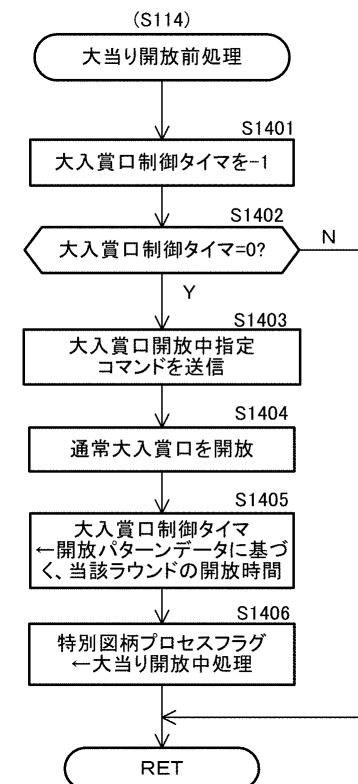 (S114)
大当り開放前処理
S1401
大入賞口制御タイマを-1
S1402
大入賞口制御タイマ=0?
N
Y
S1403
大入賞口開放中指定
コマンドを送信
S1404
通常大入賞口を開放
S1405
大入賞口制御タイマ
←開放パターンデータに基づ
く、当該ラウンドの開放時間
S1406
特別図柄プロセスフラグ
←大当り開放中処理
RET